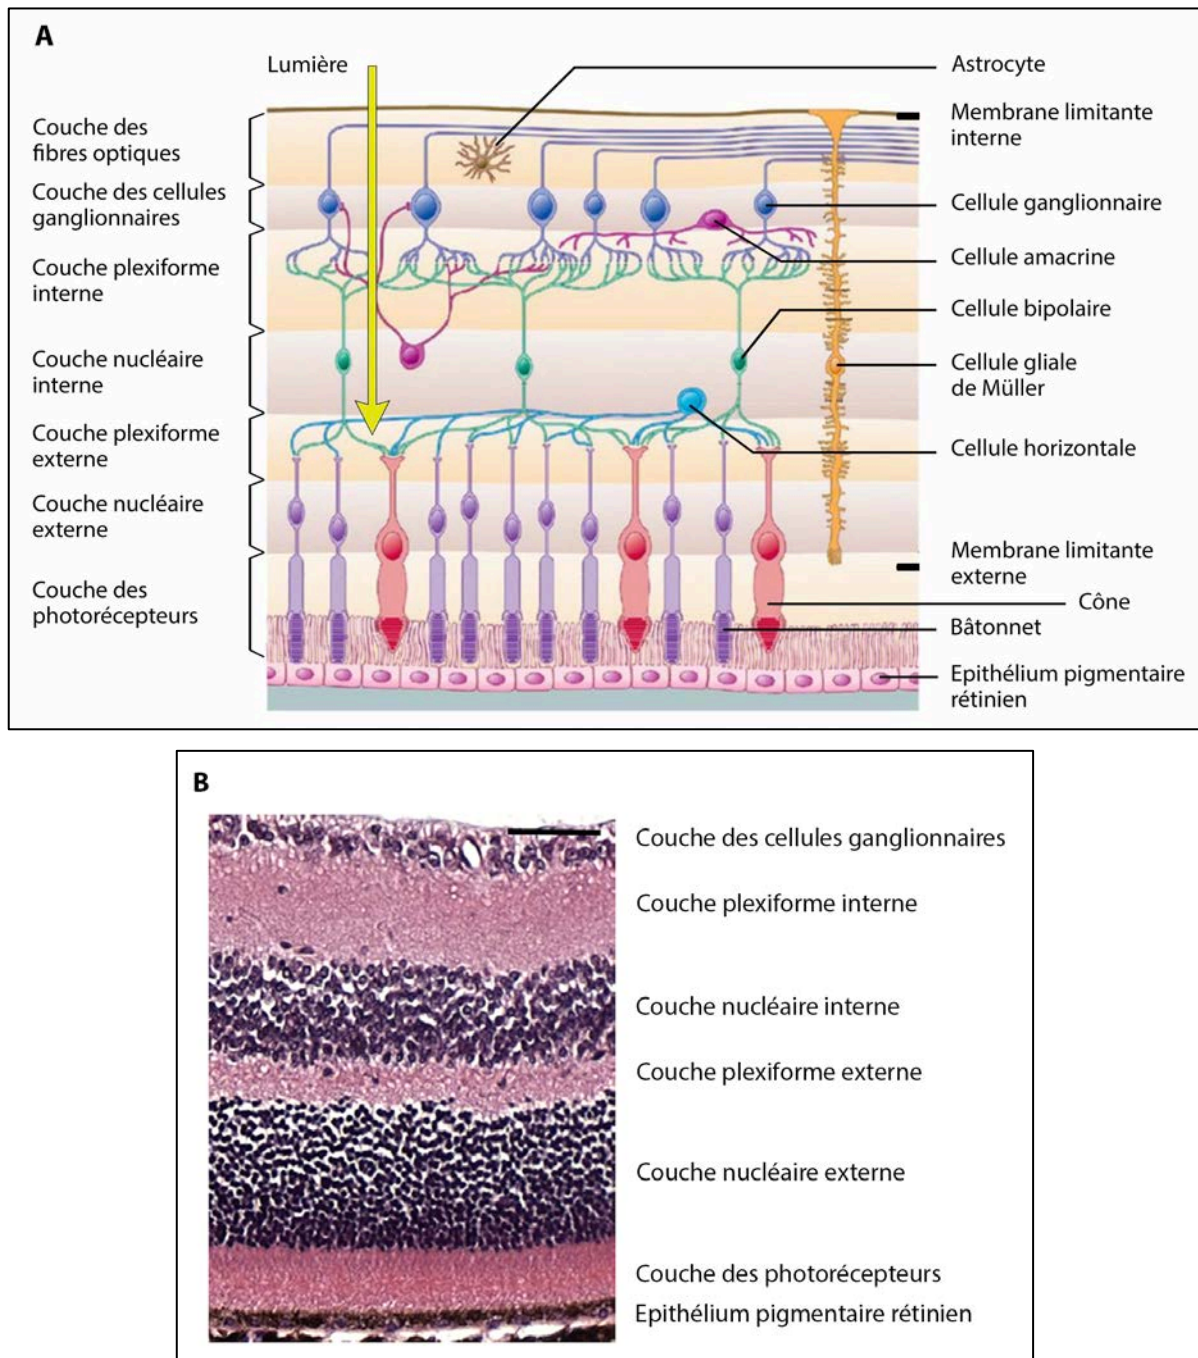 A
Lumière
Couche des
fibres optiques
Couche des cellules
ganglionnaires
Couche plexiforme
interne
Couche nucléaire
interne
Couche plexiforme
externe
Couche nucléaire
externe
Couche des
photorécepteurs
Astrocyte
Membrane limitante
interne
Cellule ganglionnaire
Cellule amacrine
Cellule bipolaire
Cellule gliale
de Müller
Cellule horizontale
Membrane limitante
externe
Cône
Bâtonnet
Epithélium pigmentaire
rétinien
B
Couche des cellules ganglionnaires
Couche plexiforme interne
Couche nucléaire interne
Couche plexiforme externe
Couche nucléaire externe
Couche des photorécepteurs
Epithélium pigmentaire rétinien